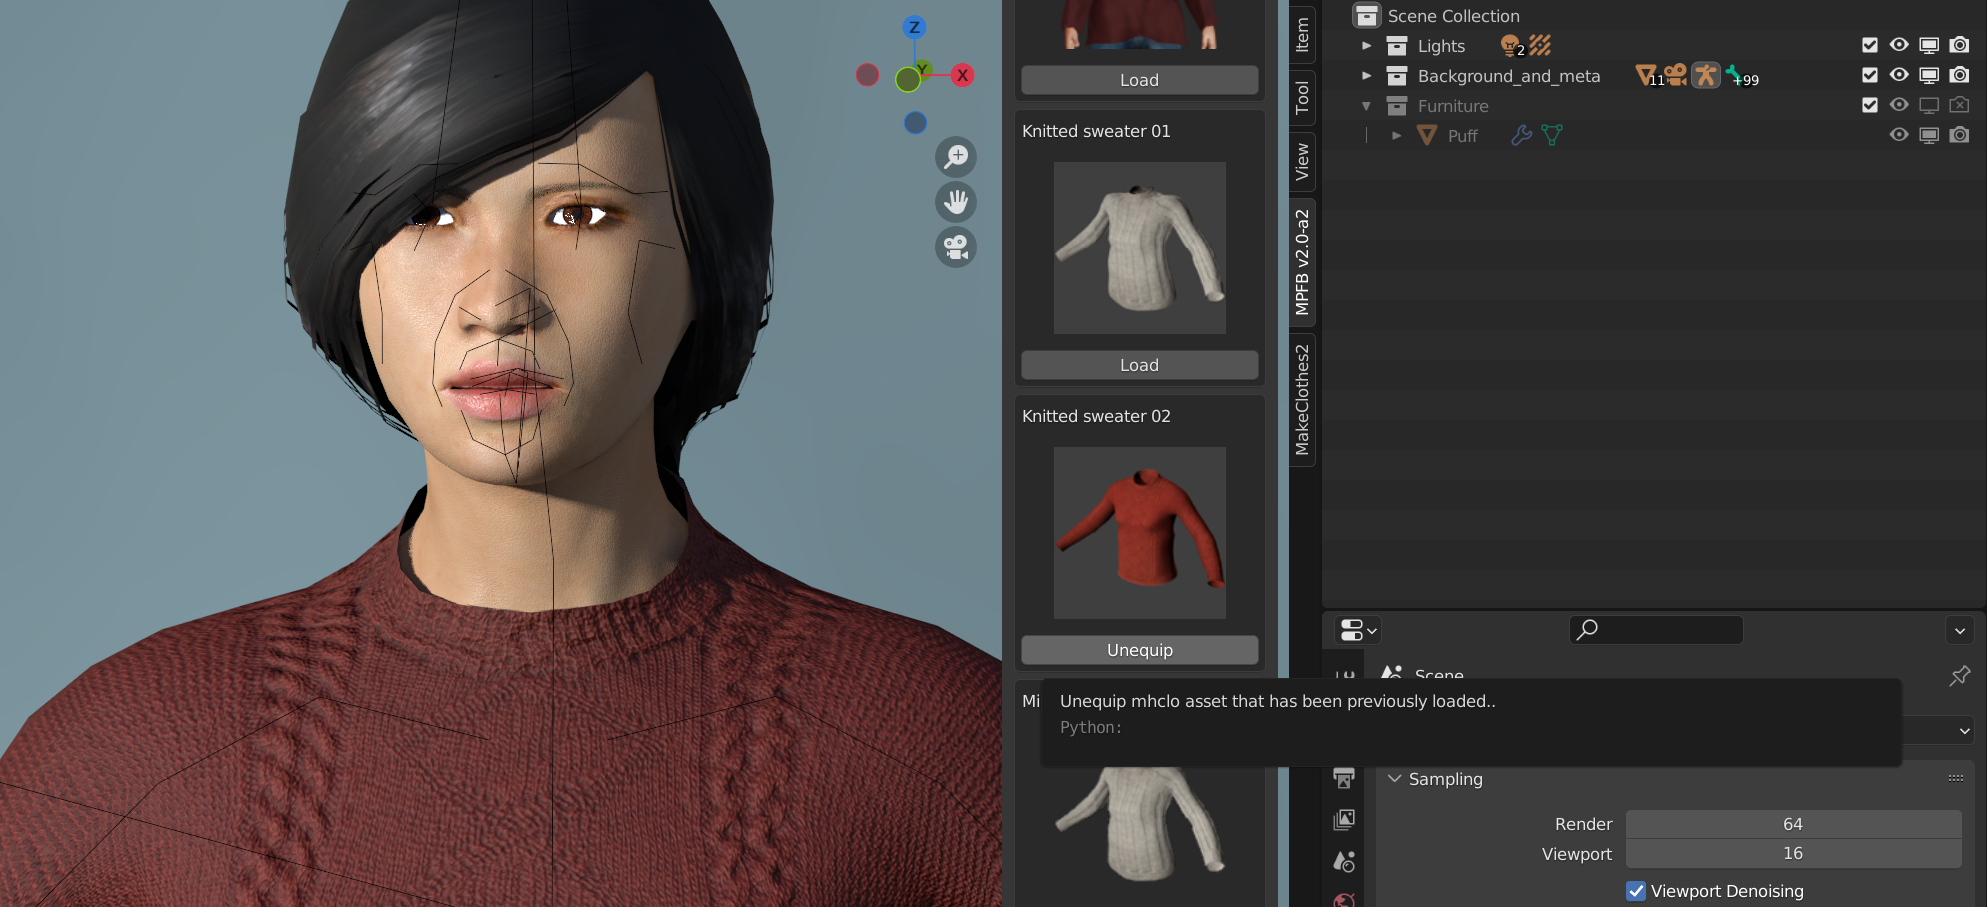 Z
Y
X
Load
Knitted sweater 01
Load
Knitted sweater 02
Unequip
Mi
Unequip mhclo asset that has been previously loaded..
Python:
Item
Tool
View
MPFB v2.0-a2
MakeClothes2
Scene Collection
Lights
2
Background_and_meta
11
+99
Furniture
Puff
Scene
Sampling
Render
64
Viewport
16
Viewport Denoising